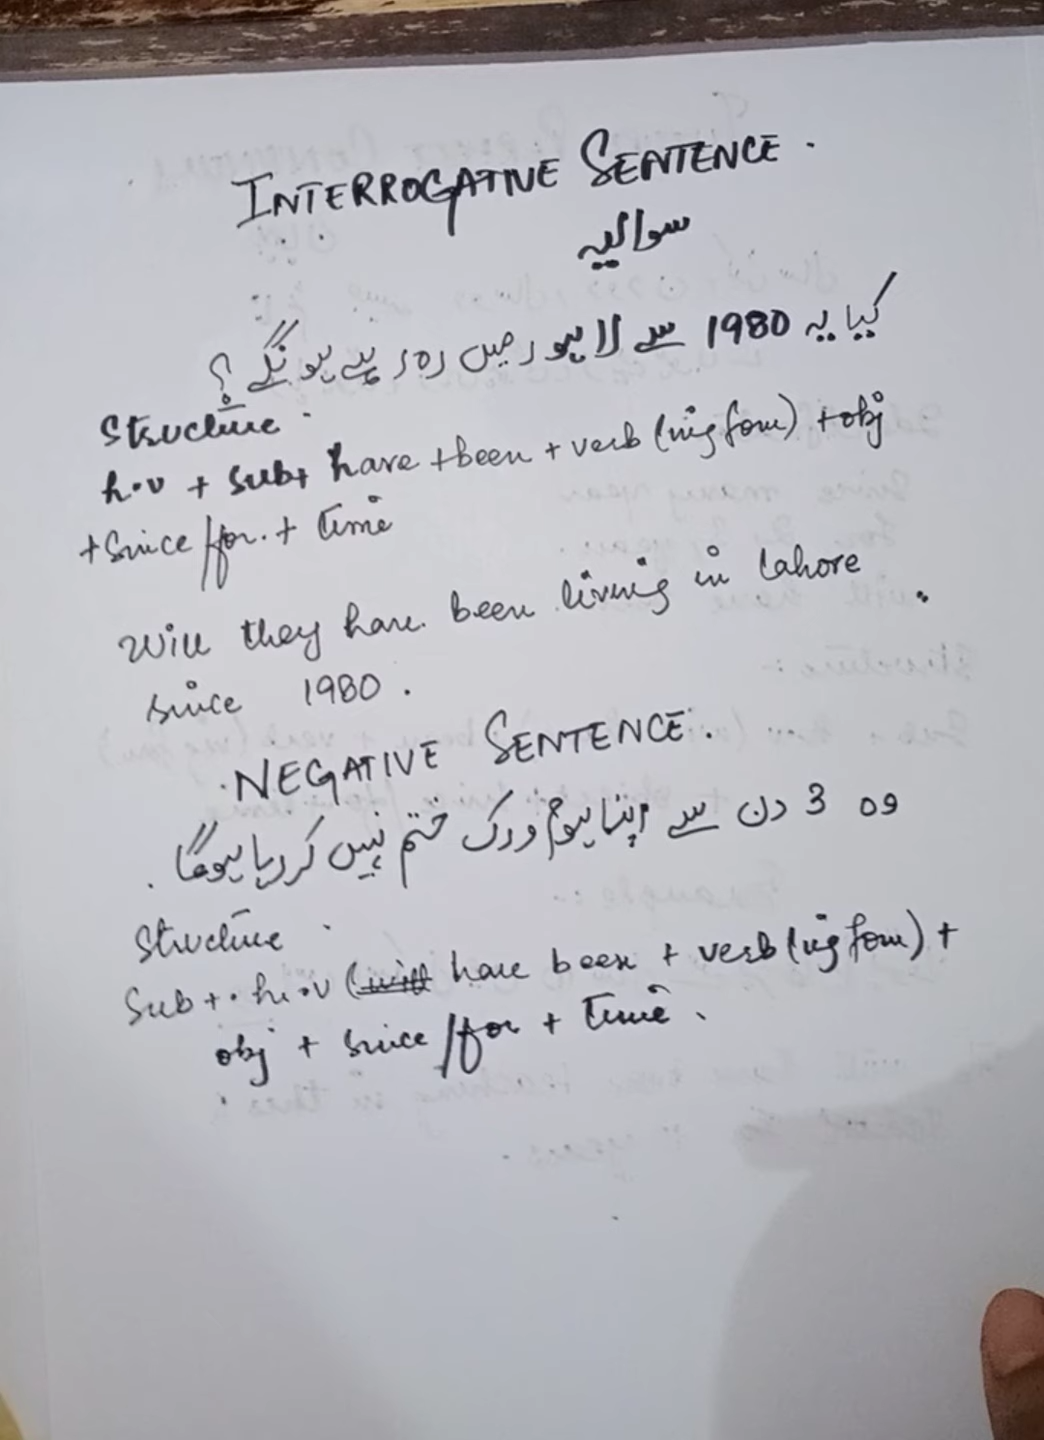 INTERROGATIVE SENTENCE.
سوالیہ
کیا یہ 1980 سے لاہور میں رہ رہے ہونگے؟
Structure
h.v + Sub+ have +been + verb (ing form) + obj
+ Since /for. + time
Will they have been living in Lahore
since 1980.
NEGATIVE SENTENCE.
وہ 3 دن سے اپنا ہوم ورک ختم نہیں کر رہا ہوگا.
Structure
Sub + h.v (will have been + verb (ing form) +
obj + since /for + time.